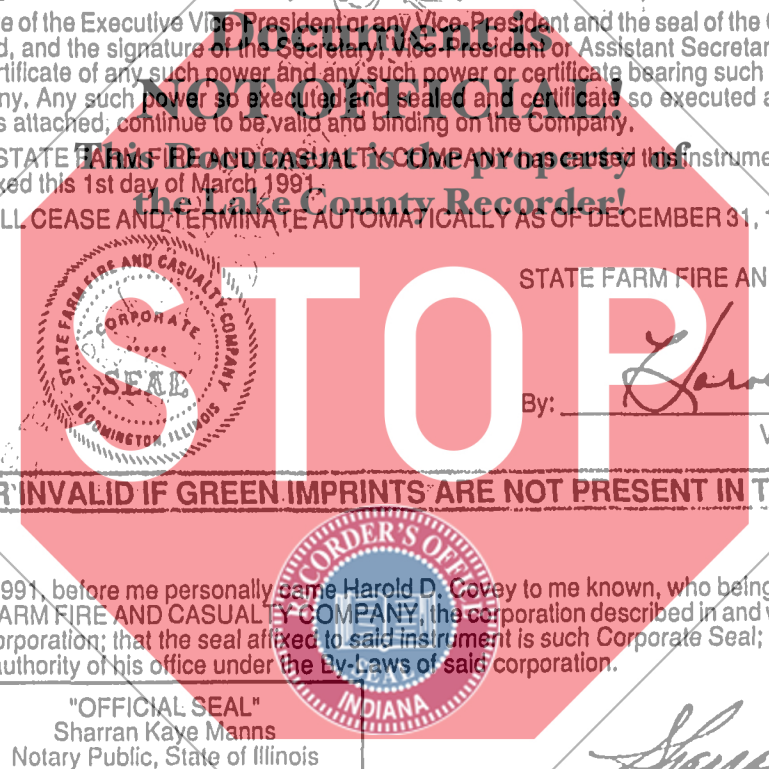 e of the Executive Vice-President or any Vice-President and the seal of the C
Document is
d, and the signature of the Secretary, Vice-President or Assistant Secretar
rtificate of any such power and any such power or certificate bearing such
NOT OFFICIAL!
ny. Any such power so executed and sealed and certificate so executed a
s attached, continue to be valid and binding on the Company.
This Document is the property of
STATE FARM FIRE AND CASUALTY COMPANY has caused this instrume
xed this 1st day of March 1991.
the Lake County Recorder!
LL CEASE AND TERMINATE AUTOMATICALLY AS OF DECEMBER 31, 1
STATE FARM FIRE AND CASUALTY COMPANY
CORPORATE
SEAL
BLOOMINGTON, ILLINOIS
STATE FARM FIRE AN
STOP
By:
V
R INVALID IF GREEN IMPRINTS ARE NOT PRESENT IN T
RECORDER'S OFFICE
SEAL
INDIANA
1991, before me personally came Harold D. Covey to me known, who being
ARM FIRE AND CASUALTY COMPANY, the corporation described in and
orporation; that the seal affixed to said instrument is such Corporate Seal;
authority of his office under the By-Laws of said corporation.
"OFFICIAL SEAL"
Sharran Kaye Manns
Notary Public, State of Illinois